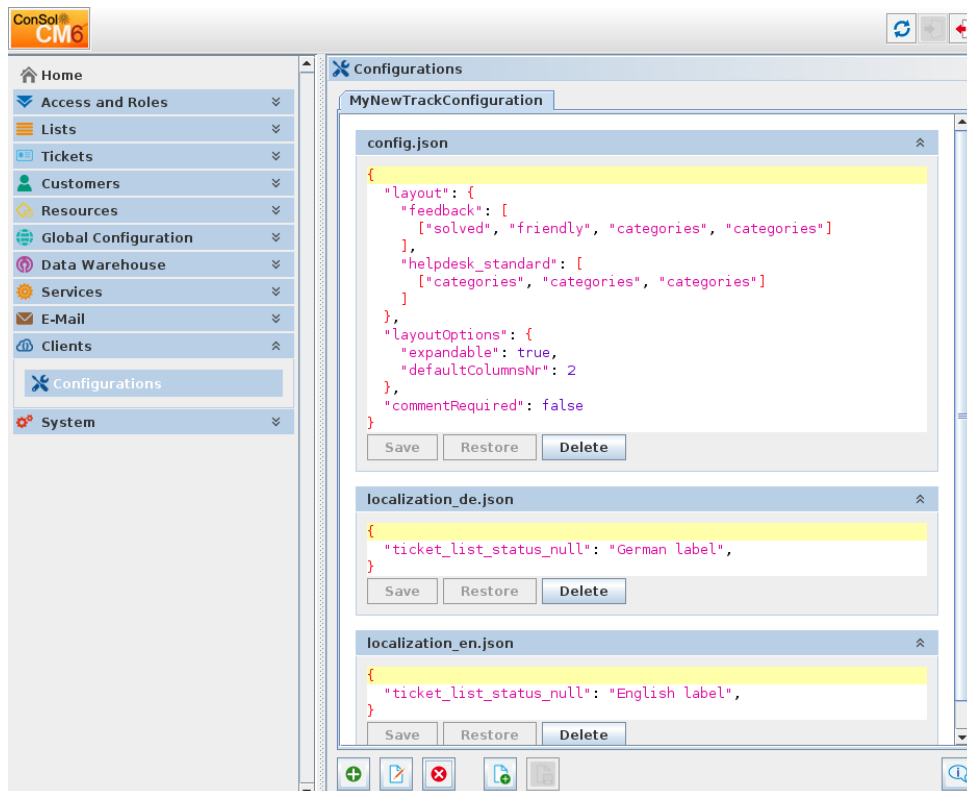 ConSol
CM6
Home
Access and Roles
Lists
Tickets
Customers
Resources
Global Configuration
Data Warehouse
Services
E-Mail
Clients
Configurations
System
Configurations
MyNewTrackConfiguration
config.json
{
"layout": {
"feedback": [
["solved", "friendly", "categories", "categories"]
],
"helpdesk_standard": [
["categories", "categories", "categories"]
]
},
"layoutOptions": {
"expandable": true,
"defaultColumnsNr": 2
},
"commentRequired": false
}
Save Restore Delete
localization_de.json
{
"ticket_list_status_null": "German label",
}
Save Restore Delete
localization_en.json
{
"ticket_list_status_null": "English label",
}
Save Restore Delete